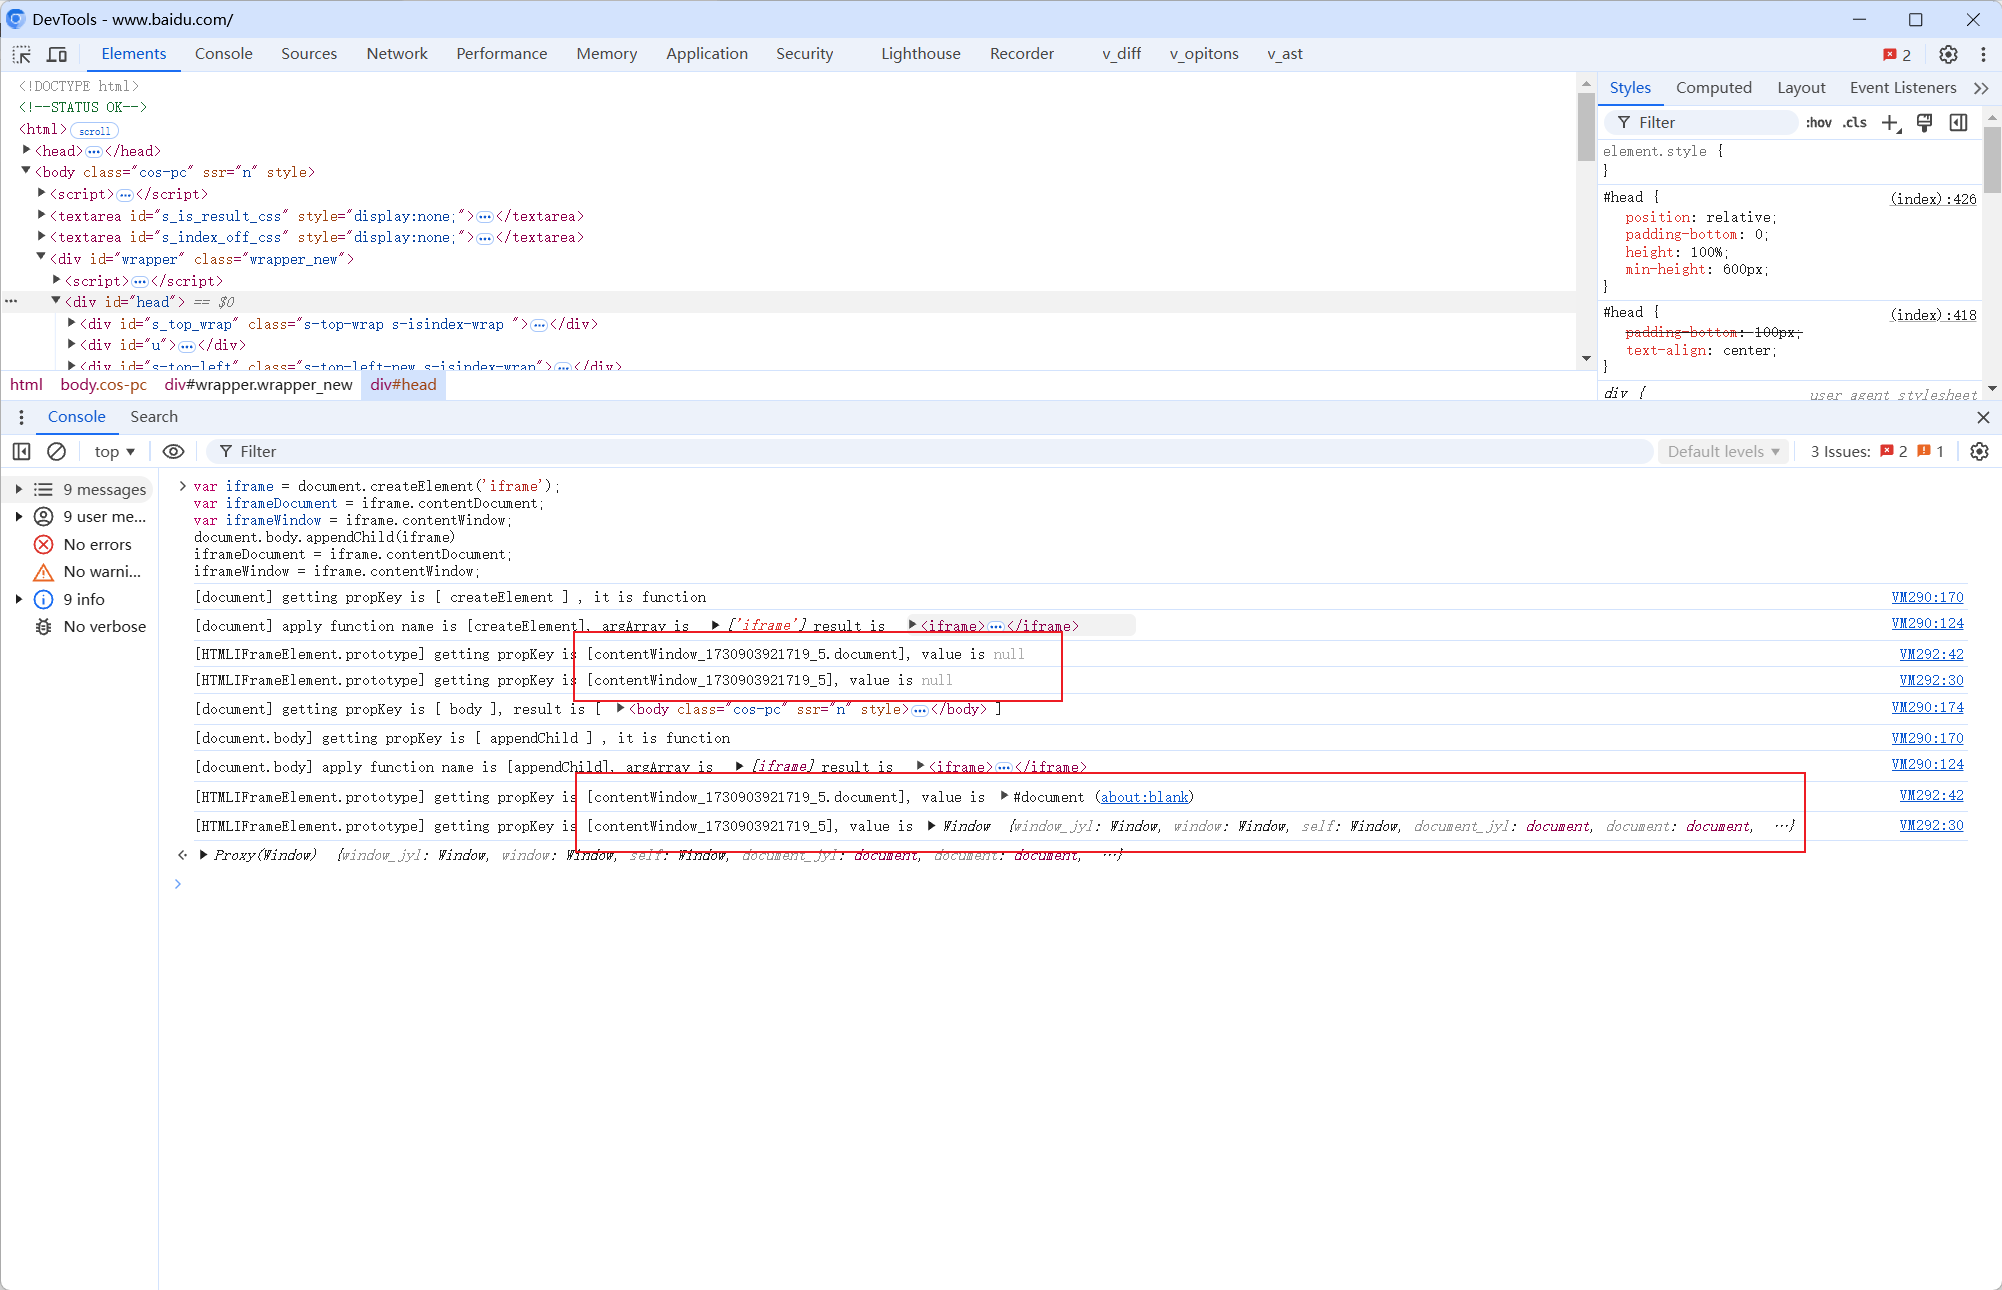 DevTools - www.baidu.com/
Elements Console Sources Network Performance Memory Application Security Lighthouse Recorder v_diff v_opitons v_ast 2
<!DOCTYPE html>
<!--STATUS OK-->
<html> scroll
<head>…</head>
<body class="cos-pc" ssr="n" style>
<script>…</script>
<textarea id="s_is_result_css" style="display:none;">…</textarea>
<textarea id="s_index_off_css" style="display:none;">…</textarea>
<div id="wrapper" class="wrapper_new">
<script>…</script>
… <div id="head"> == $0
<div id="s_top_wrap" class="s-top-wrap s-isindex-wrap ">…</div>
<div id="u">…</div>
<div id="s-top-left" class="s-top-left-new s-isindex-wrap">…</div>
html body.cos-pc div#wrapper.wrapper_new div#head
Styles Computed Layout Event Listeners
Filter :hov .cls
element.style {
}
#head { (index):426
position: relative;
padding-bottom: 0;
height: 100%;
min-height: 600px;
}
#head { (index):418
padding-bottom: 100px;
text-align: center;
}
div { user agent stylesheet
Console Search
top Filter Default levels 3 Issues: 2 1
9 messages
9 user me...
No errors
No warni...
9 info
No verbose
> var iframe = document.createElement('iframe');
var iframeDocument = iframe.contentDocument;
var iframeWindow = iframe.contentWindow;
document.body.appendChild(iframe)
iframeDocument = iframe.contentDocument;
iframeWindow = iframe.contentWindow;
[document] getting propKey is [ createElement ] , it is function VM290:170
[document] apply function name is [createElement], argArray is ['iframe'] result is <iframe>…</iframe> VM290:124
[HTMLIFrameElement.prototype] getting propKey is [contentWindow_1730903921719_5.document], value is null VM292:42
[HTMLIFrameElement.prototype] getting propKey is [contentWindow_1730903921719_5], value is null VM292:30
[document] getting propKey is [ body ], result is [ <body class="cos-pc" ssr="n" style>…</body> ] VM290:174
[document.body] getting propKey is [ appendChild ] , it is function VM290:170
[document.body] apply function name is [appendChild], argArray is [iframe] result is <iframe>…</iframe> VM290:124
[HTMLIFrameElement.prototype] getting propKey is [contentWindow_1730903921719_5.document], value is #document (about:blank) VM292:42
[HTMLIFrameElement.prototype] getting propKey is [contentWindow_1730903921719_5], value is Window {window_jyl: Window, window: Window, self: Window, document_jyl: document, document: document, …} VM292:30
Proxy(Window) {window_jyl: Window, window: Window, self: Window, document_jyl: document, document: document, …}
>